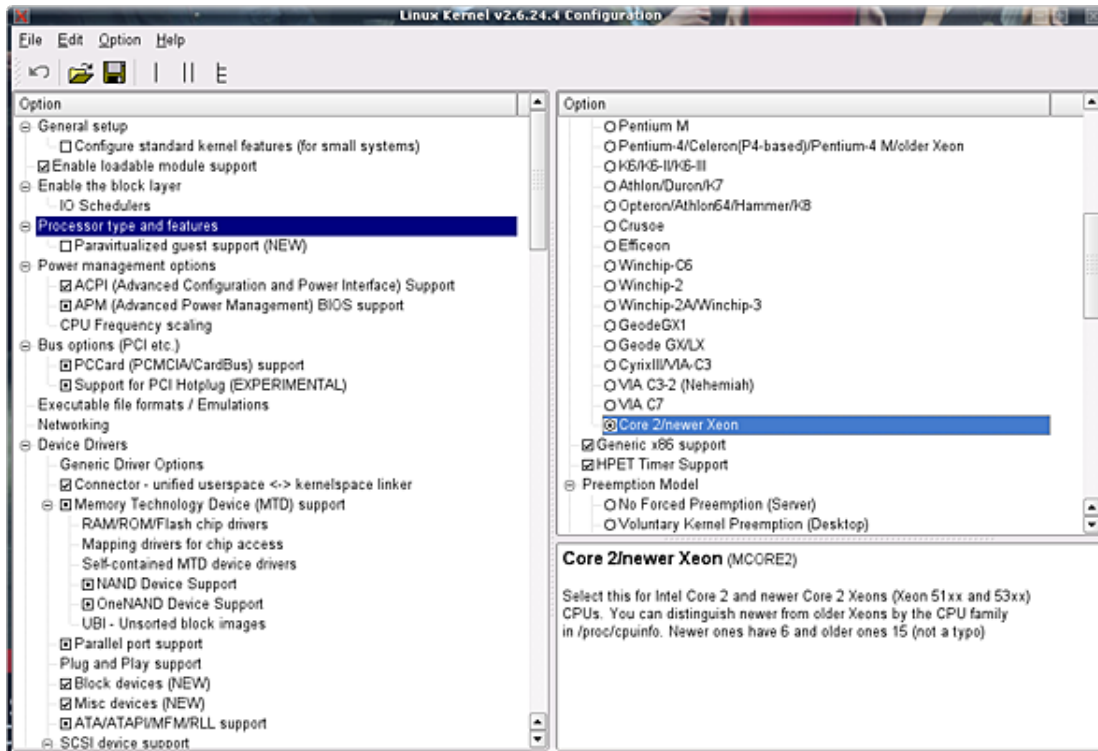 Linux Kernel v2.6.24.4 Configuration
File Edit Option Help
Option
General setup
Configure standard kernel features (for small systems)
Enable loadable module support
Enable the block layer
IO Schedulers
Processor type and features
Paravirtualized guest support (NEW)
Power management options
ACPI (Advanced Configuration and Power Interface) Support
APM (Advanced Power Management) BIOS support
CPU Frequency scaling
Bus options (PCI etc.)
PCCard (PCMCIA/CardBus) support
Support for PCI Hotplug (EXPERIMENTAL)
Executable file formats / Emulations
Networking
Device Drivers
Generic Driver Options
Connector - unified userspace <-> kernelspace linker
Memory Technology Device (MTD) support
RAM/ROM/Flash chip drivers
Mapping drivers for chip access
Self-contained MTD device drivers
NAND Device Support
OneNAND Device Support
UBI - Unsorted block images
Parallel port support
Plug and Play support
Block devices (NEW)
Misc devices (NEW)
ATA/ATAPI/MFM/RLL support
SCSI device support
Option
Pentium M
Pentium-4/Celeron(P4-based)/Pentium-4 M/older Xeon
K6/K6-II/K6-III
Athlon/Duron/K7
Opteron/Athlon64/Hammer/K8
Crusoe
Efficeon
Winchip-C6
Winchip-2
Winchip-2A/Winchip-3
GeodeGX1
Geode GX/LX
CyrixIII/VIA-C3
VIA C3-2 (Nehemiah)
VIA C7
Core 2/newer Xeon
Generic x86 support
HPET Timer Support
Preemption Model
No Forced Preemption (Server)
Voluntary Kernel Preemption (Desktop)
Core 2/newer Xeon (MCORE2)
Select this for Intel Core 2 and newer Core 2 Xeons (Xeon 51xx and 53xx)
CPUs. You can distinguish newer from older Xeons by the CPU family
in /proc/cpuinfo. Newer ones have 6 and older ones 15 (not a typo)